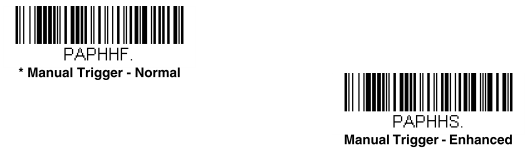 PAPHHF.
* Manual Trigger - Normal
PAPHHS.
Manual Trigger - Enhanced